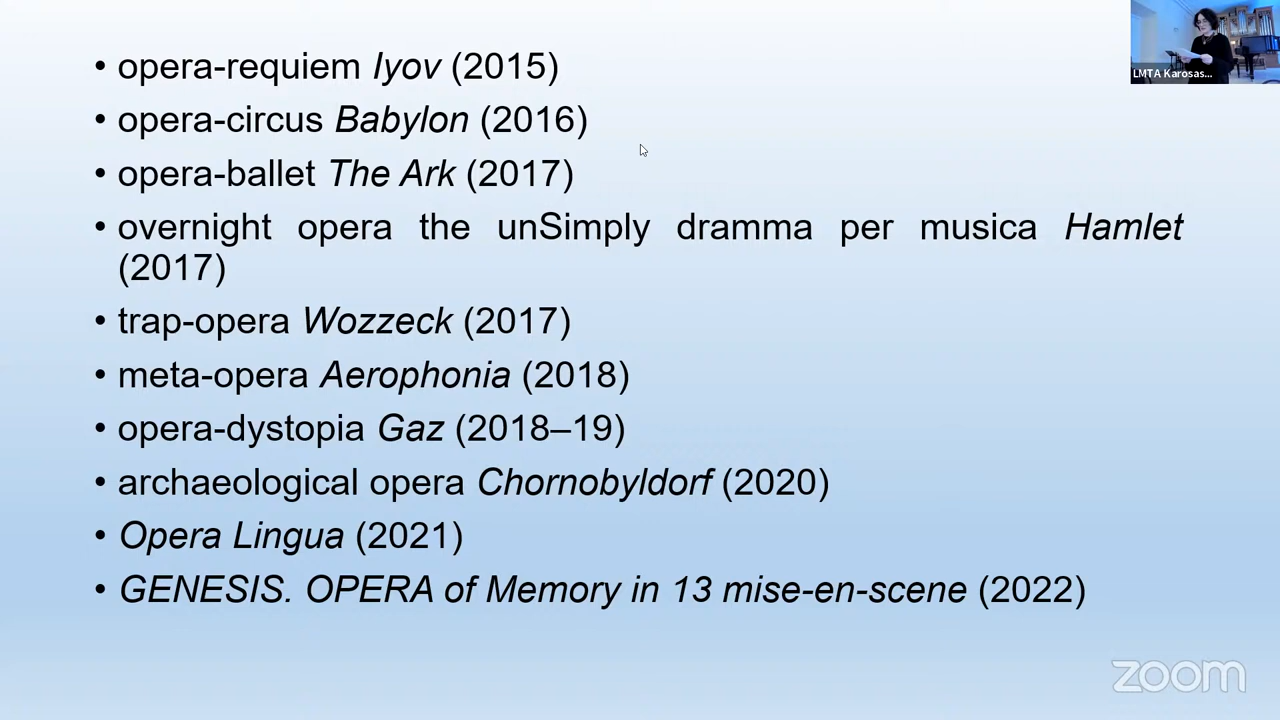 • opera-requiem Iyov (2015)
LMTA Karosas...
• opera-circus Babylon (2016)
• opera-ballet The Ark (2017)
• overnight opera the unSimply dramma per musica Hamlet
(2017)
• trap-opera Wozzeck (2017)
• meta-opera Aerophonia (2018)
• opera-dystopia Gaz (2018–19)
• archaeological opera Chornobyldorf (2020)
• Opera Lingua (2021)
• GENESIS. OPERA of Memory in 13 mise-en-scene (2022)
zoom